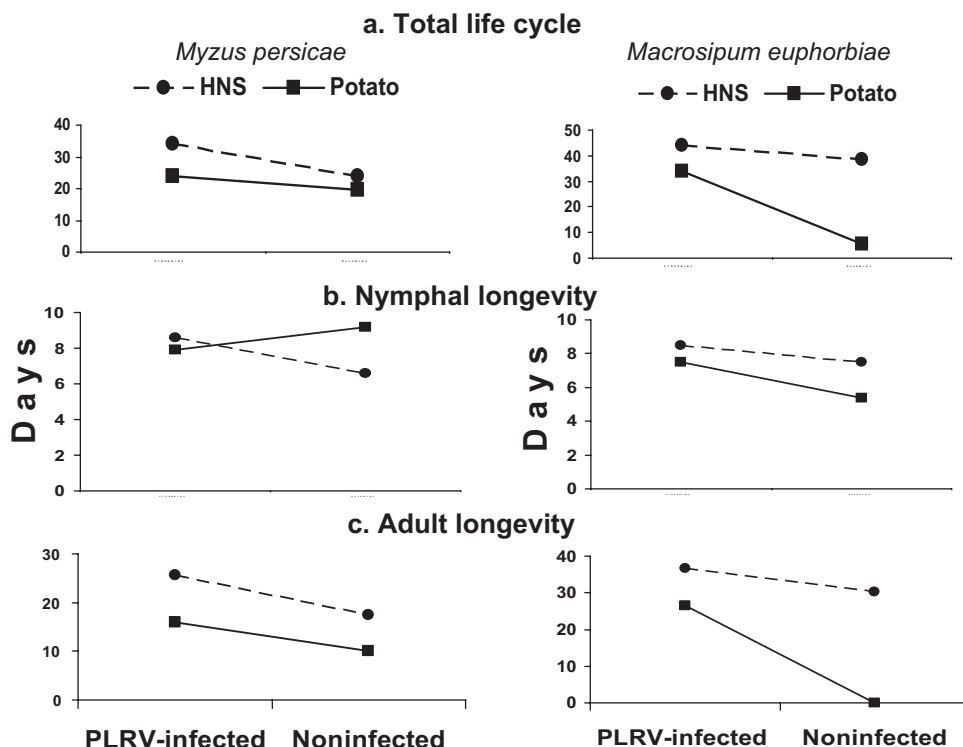 a. Total life cycle
Myzus persicae
Macrosipum euphorbiae
HNS Potato
HNS Potato
40
30
20
10
0
50
40
30
20
10
0
b. Nymphal longevity
Days
10
8
6
4
2
0
Days
10
8
6
4
2
0
c. Adult longevity
30
20
10
0
40
30
20
10
0
PLRV-infected Noninfected
PLRV-infected Noninfected